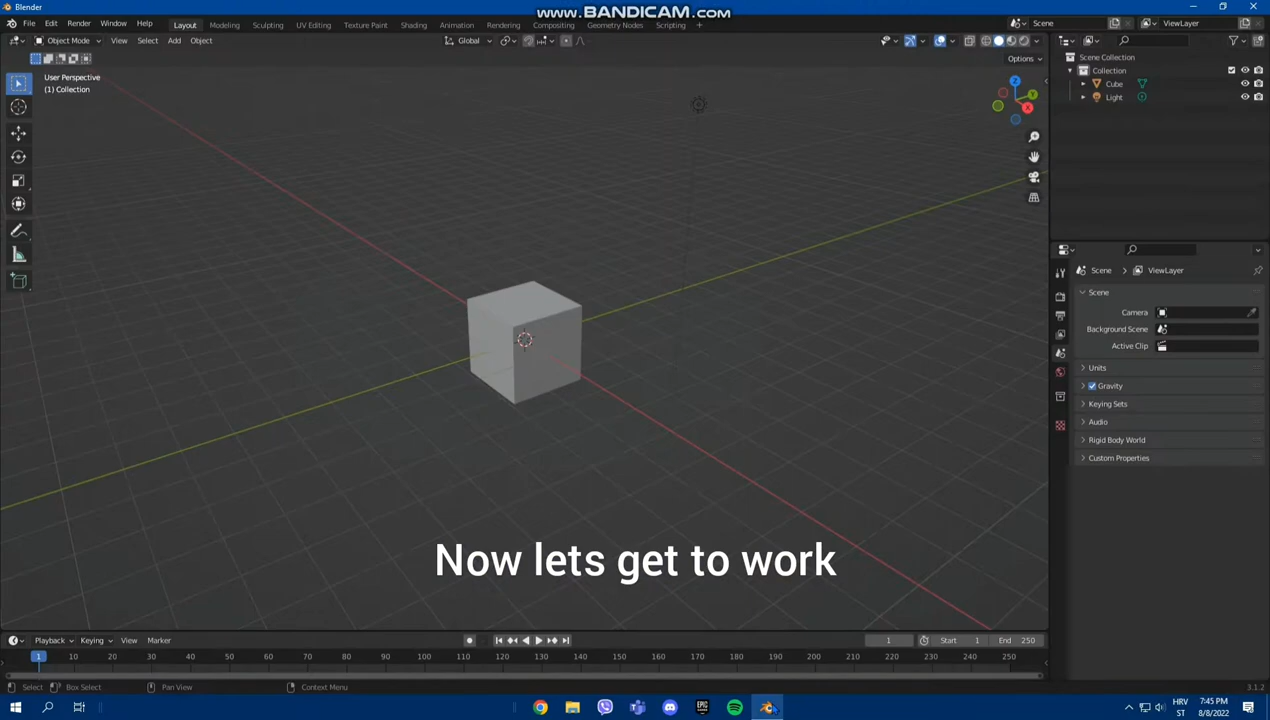 Blender
www.BANDICAM.com
File Edit Render Window Help Layout Modeling Sculpting UV Editing Texture Paint Shading Animation Rendering Compositing Geometry Nodes Scripting + Scene ViewLayer
Object Mode View Select Add Object Global
Options
User Perspective
(1) Collection
Z
Y
X
Scene Collection
Collection
Cube
Light
Scene > ViewLayer
Scene
Camera
Background Scene
Active Clip
Units
Gravity
Keying Sets
Audio
Rigid Body World
Custom Properties
Now lets get to work
Playback Keying View Marker 1 Start 1 End 250
1 10 20 30 40 50 60 70 80 90 100 110 120 130 140 150 160 170 180 190 200 210 220 230 240 250
Select Box Select Pan View Context Menu 3.1.2
EPIC
HRV
ST
7:45 PM
8/8/2022